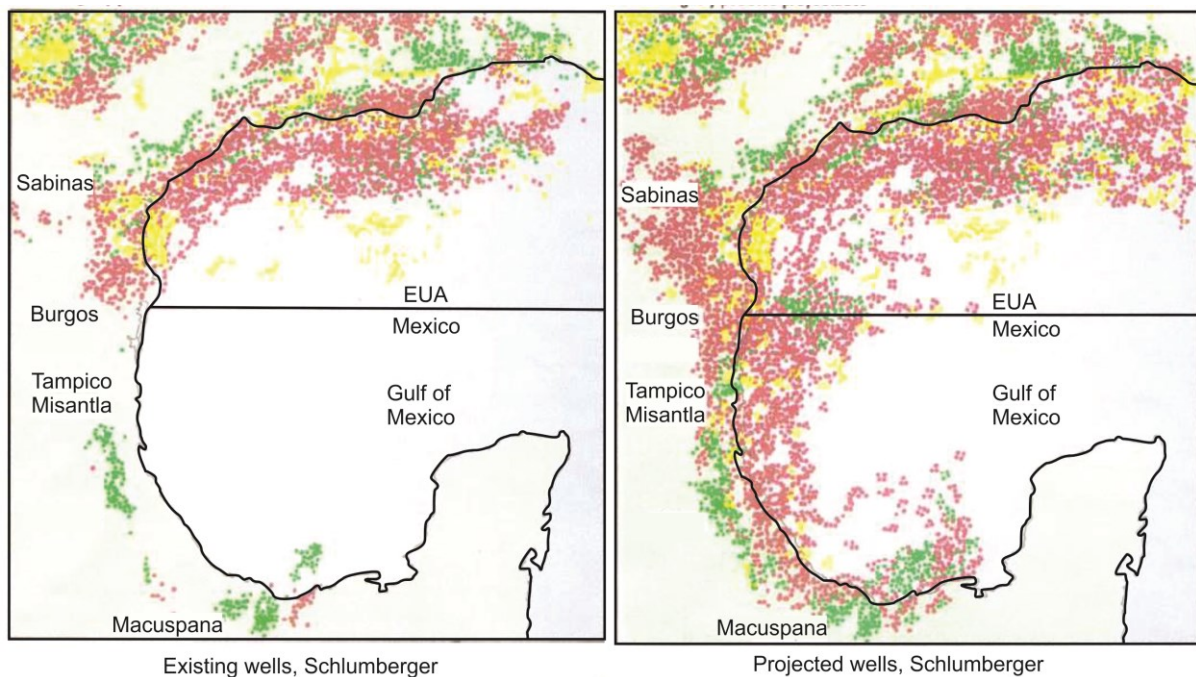 Sabinas
Burgos
Tampico
Misantla
Macuspana
EUA
Mexico
Gulf of
Mexico
Existing wells, Schlumberger
Sabinas
Burgos
Tampico
Misantla
Macuspana
EUA
Mexico
Gulf of
Mexico
Projected wells, Schlumberger